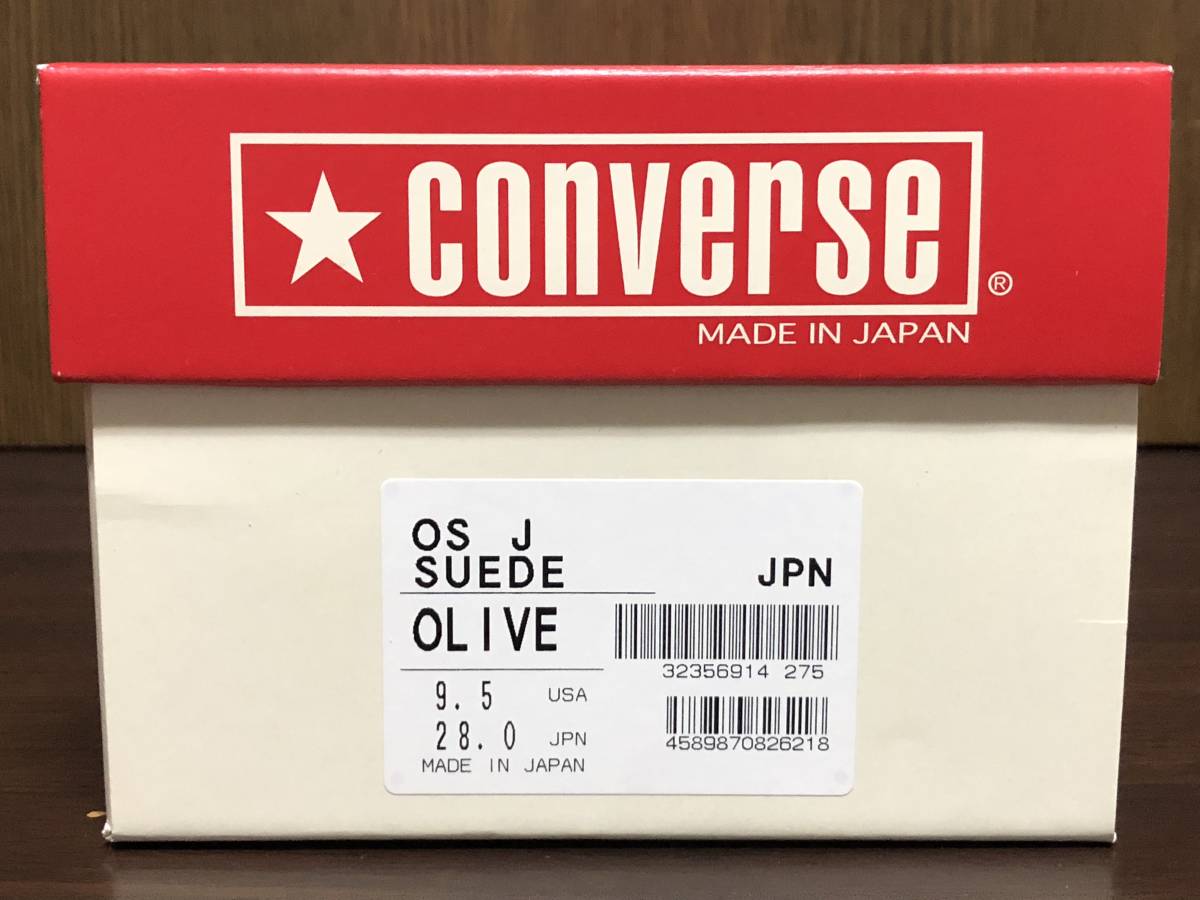 ★ converse ®
MADE IN JAPAN
OS J
SUEDE
JPN
OLIVE
32356914 275
9.5 USA
28.0 JPN
4589870826218
MADE IN JAPAN